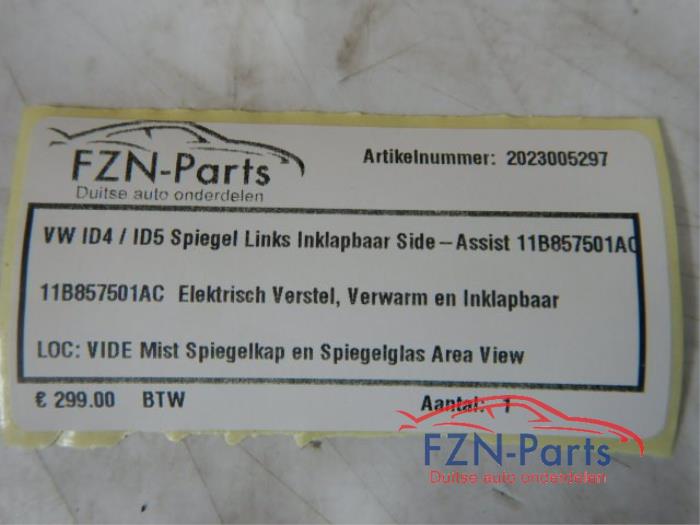 FZN-Parts
Duitse auto onderdelen
Artikelnummer: 2023005297
VW ID4 / ID5 Spiegel Links Inklapbaar Side-Assist 11B857501AC
11B857501AC Elektrisch Verstel, Verwarm en Inklapbaar
LOC: VIDE Mist Spiegelkap en Spiegelglas Area View
€ 299.00 BTW
Aantal: 1
FZN-Parts
Duitse auto onderdelen